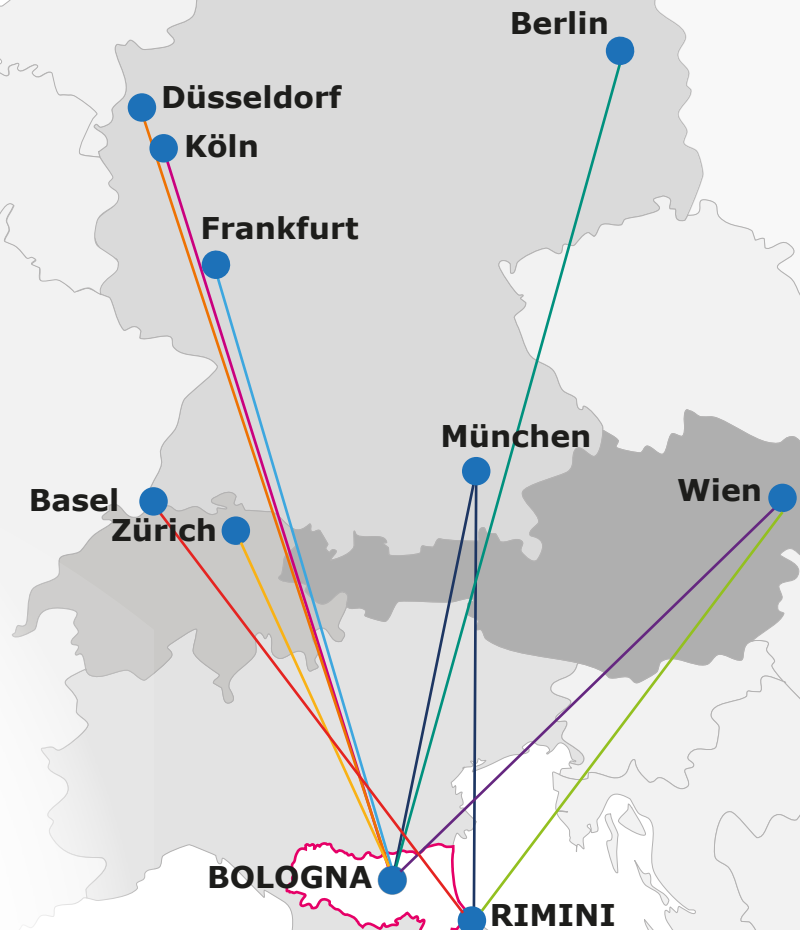 Berlin
Düsseldorf
Köln
Frankfurt
München
Wien
Basel
Zürich
BOLOGNA
RIMINI